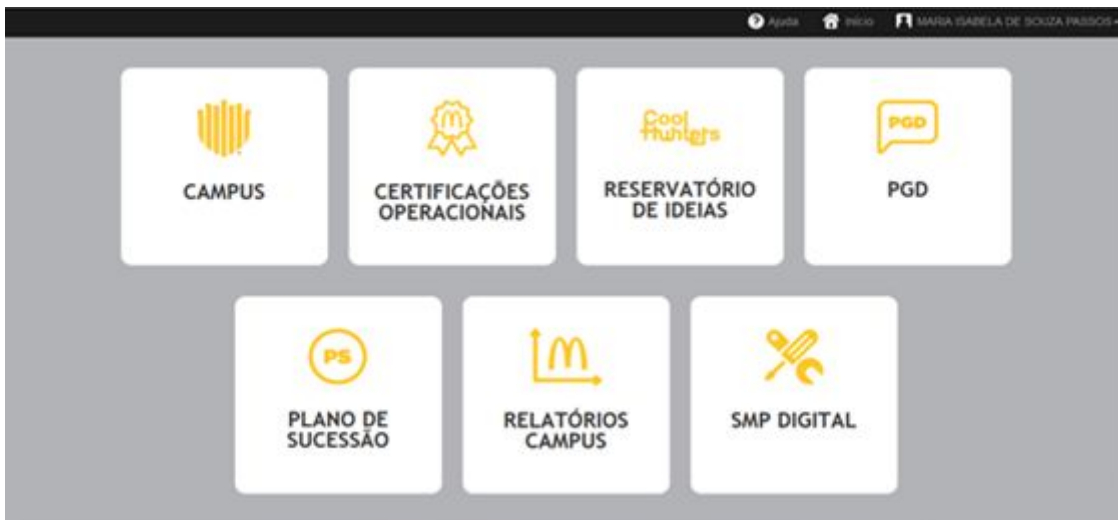 Ajuda Início MARIA ISABELA DE SOUZA PASSOS
Cool
Hunters
PGD
CAMPUS
CERTIFICAÇÕES
OPERACIONAIS
RESERVATÓRIO
DE IDEIAS
PGD
PS
PLANO DE
SUCESSÃO
RELATÓRIOS
CAMPUS
SMP DIGITAL